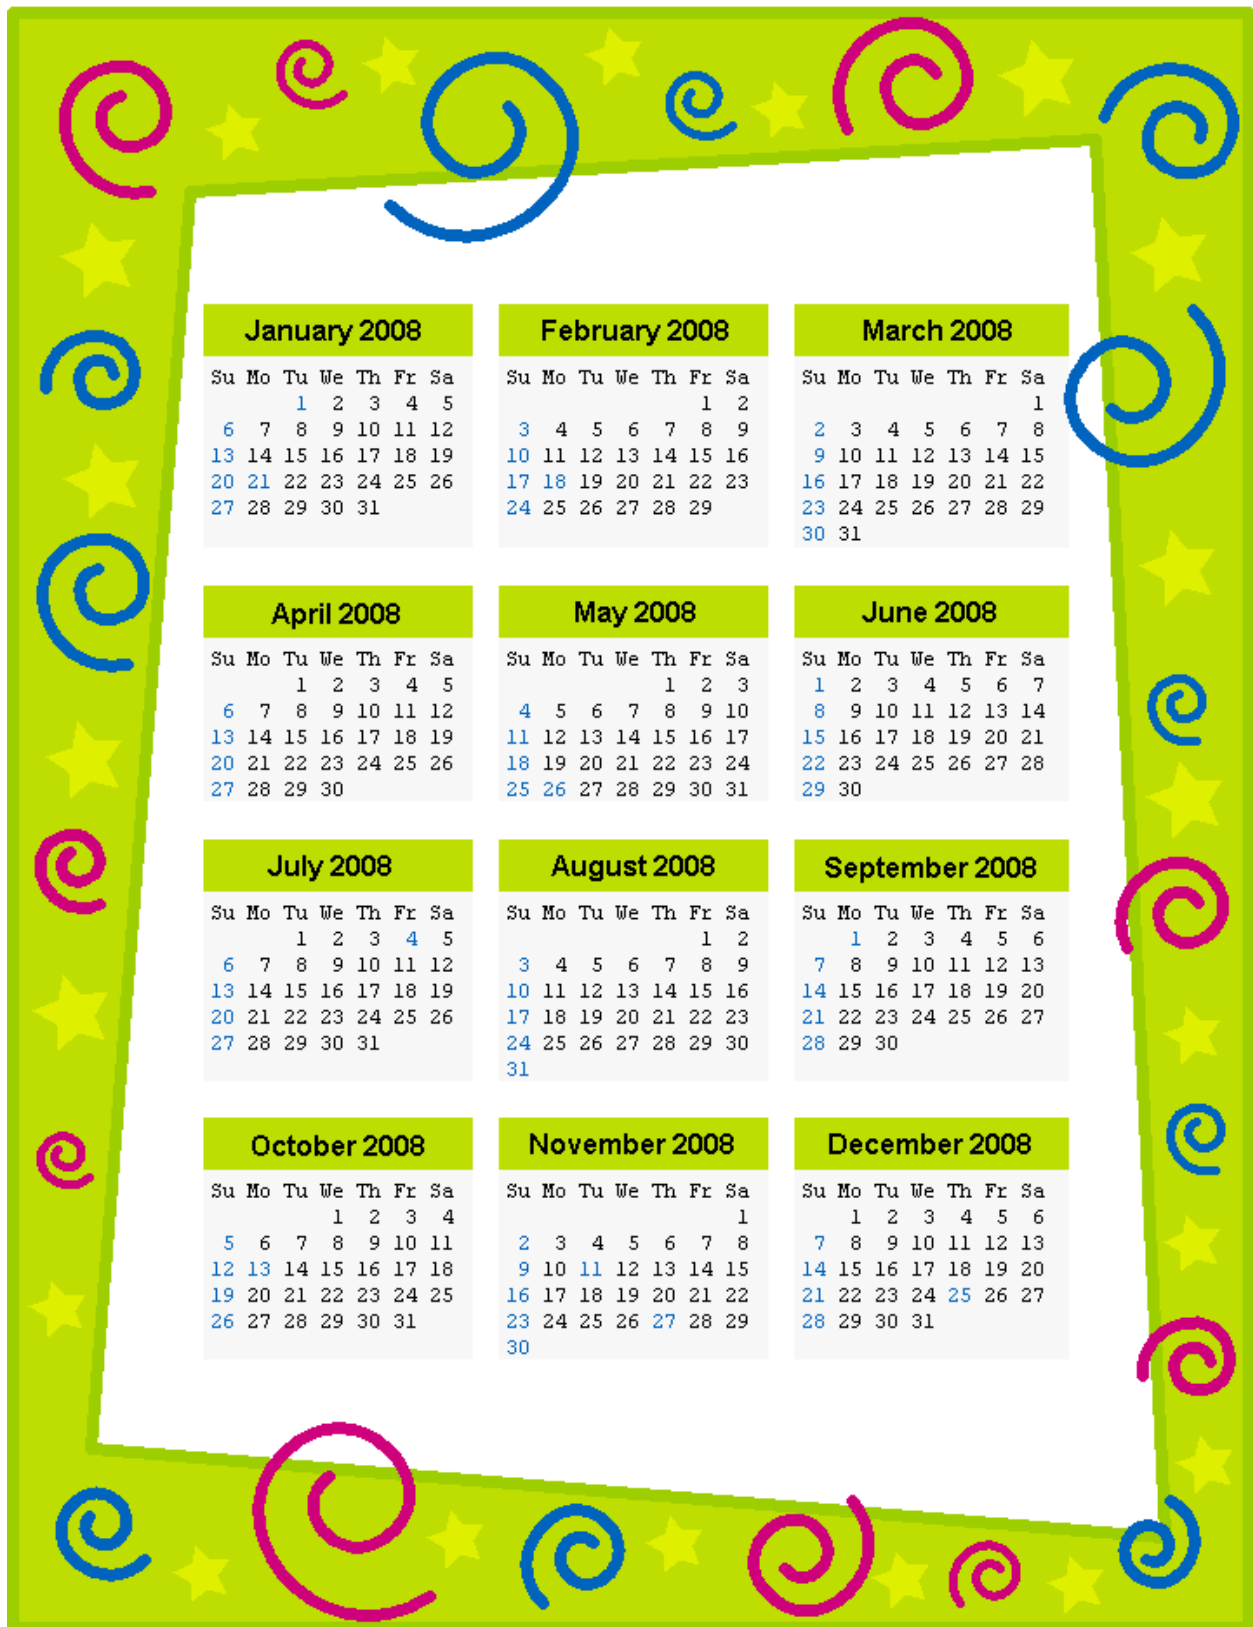 January 2008
Su Mo Tu We Th Fr Sa
1 2 3 4 5
6 7 8 9 10 11 12
13 14 15 16 17 18 19
20 21 22 23 24 25 26
27 28 29 30 31
February 2008
Su Mo Tu We Th Fr Sa
1 2
3 4 5 6 7 8 9
10 11 12 13 14 15 16
17 18 19 20 21 22 23
24 25 26 27 28 29
March 2008
Su Mo Tu We Th Fr Sa
1
2 3 4 5 6 7 8
9 10 11 12 13 14 15
16 17 18 19 20 21 22
23 24 25 26 27 28 29
30 31
April 2008
Su Mo Tu We Th Fr Sa
1 2 3 4 5
6 7 8 9 10 11 12
13 14 15 16 17 18 19
20 21 22 23 24 25 26
27 28 29 30
May 2008
Su Mo Tu We Th Fr Sa
1 2 3
4 5 6 7 8 9 10
11 12 13 14 15 16 17
18 19 20 21 22 23 24
25 26 27 28 29 30 31
June 2008
Su Mo Tu We Th Fr Sa
1 2 3 4 5 6 7
8 9 10 11 12 13 14
15 16 17 18 19 20 21
22 23 24 25 26 27 28
29 30
July 2008
Su Mo Tu We Th Fr Sa
1 2 3 4 5
6 7 8 9 10 11 12
13 14 15 16 17 18 19
20 21 22 23 24 25 26
27 28 29 30 31
August 2008
Su Mo Tu We Th Fr Sa
1 2
3 4 5 6 7 8 9
10 11 12 13 14 15 16
17 18 19 20 21 22 23
24 25 26 27 28 29 30
31
September 2008
Su Mo Tu We Th Fr Sa
1 2 3 4 5 6
7 8 9 10 11 12 13
14 15 16 17 18 19 20
21 22 23 24 25 26 27
28 29 30
October 2008
Su Mo Tu We Th Fr Sa
1 2 3 4
5 6 7 8 9 10 11
12 13 14 15 16 17 18
19 20 21 22 23 24 25
26 27 28 29 30 31
November 2008
Su Mo Tu We Th Fr Sa
1
2 3 4 5 6 7 8
9 10 11 12 13 14 15
16 17 18 19 20 21 22
23 24 25 26 27 28 29
30
December 2008
Su Mo Tu We Th Fr Sa
1 2 3 4 5 6
7 8 9 10 11 12 13
14 15 16 17 18 19 20
21 22 23 24 25 26 27
28 29 30 31